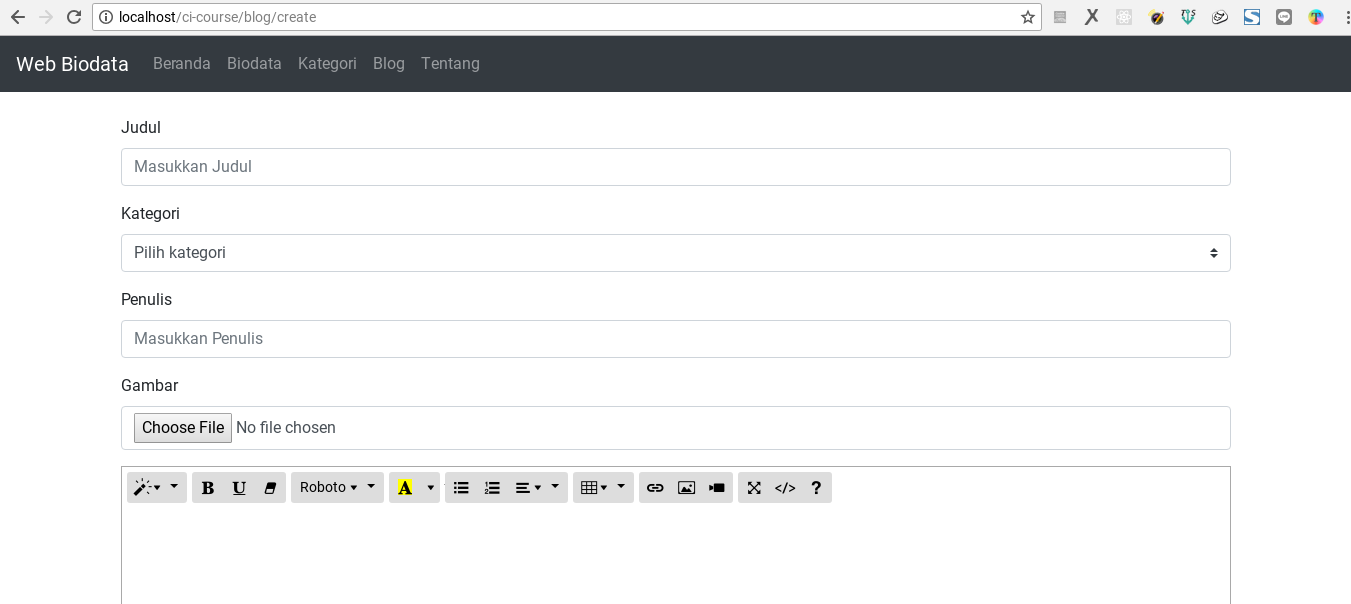 localhost/ci-course/blog/create
Web Biodata Beranda Biodata Kategori Blog Tentang
Judul
Masukkan Judul
Kategori
Pilih kategori
Penulis
Masukkan Penulis
Gambar
Choose File No file chosen
B U Roboto A </> ?